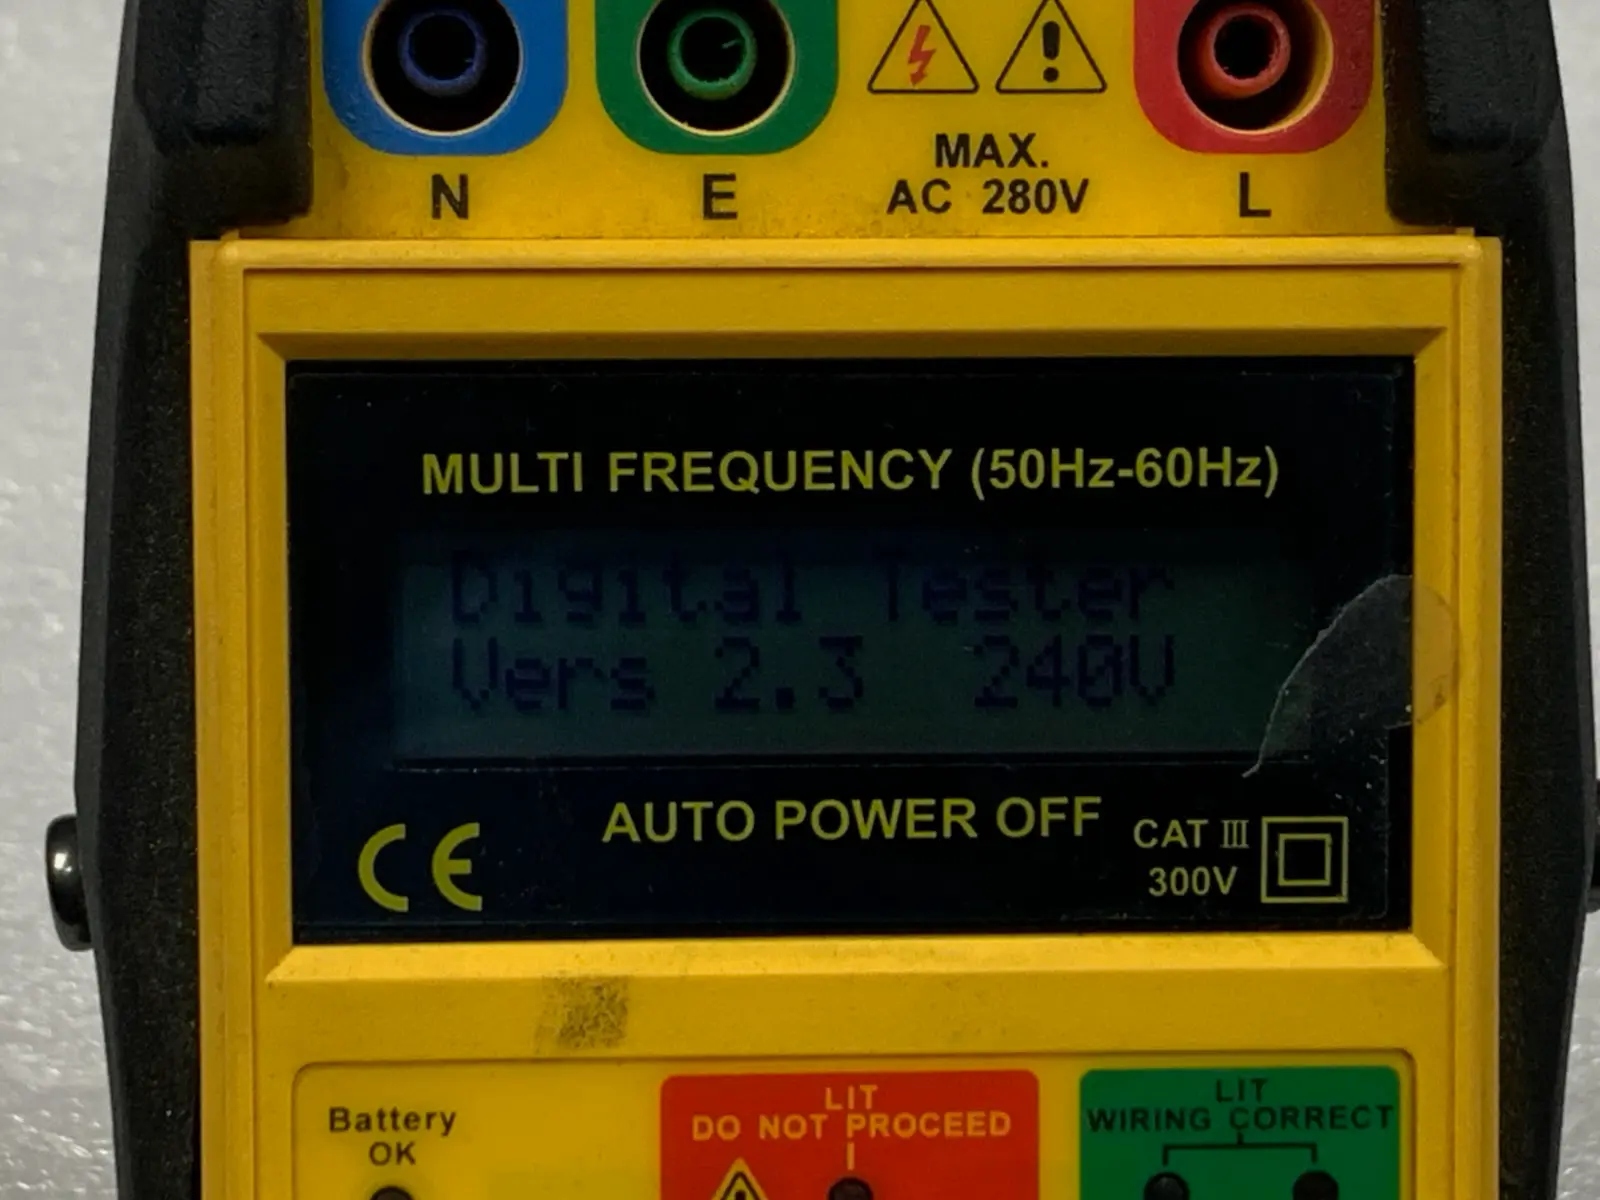 N E L
MAX.
AC 280V
MULTI FREQUENCY (50Hz-60Hz)
Digital Tester
Vers 2.3 240V
AUTO POWER OFF
CE
CAT III
300V
Battery
OK
LIT
DO NOT PROCEED
LIT
WIRING CORRECT